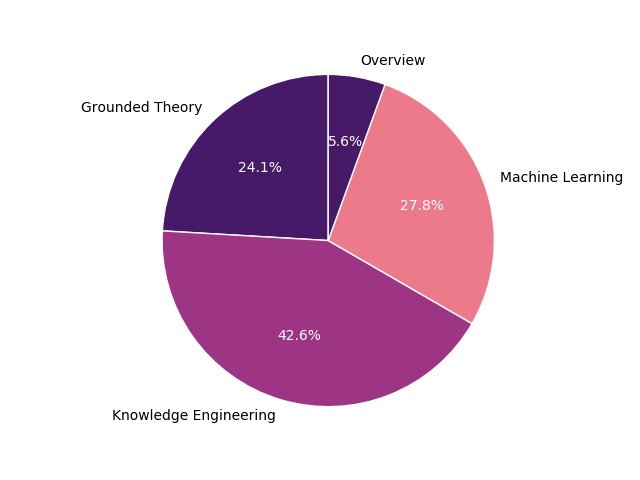 Overview
Grounded Theory
5.6%
24.1%
Machine Learning
27.8%
42.6%
Knowledge Engineering